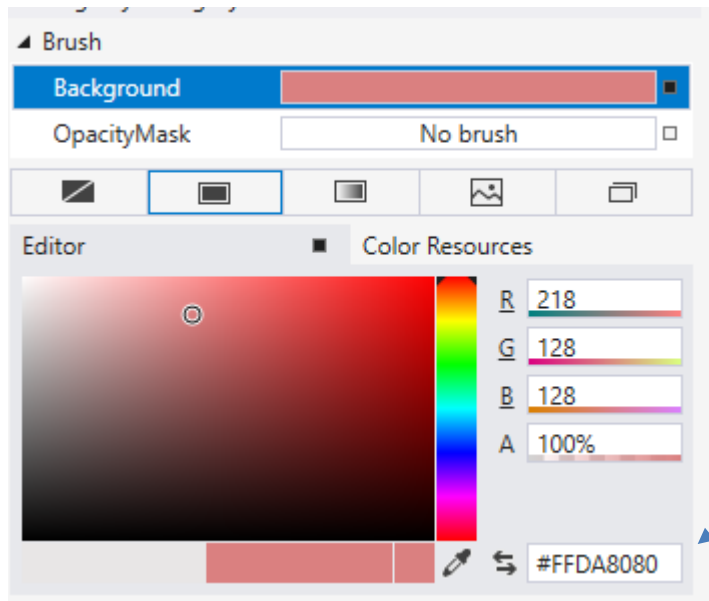 Brush
Background
OpacityMask No brush
Editor Color Resources
R 218
G 128
B 128
A 100%
#FFDA8080